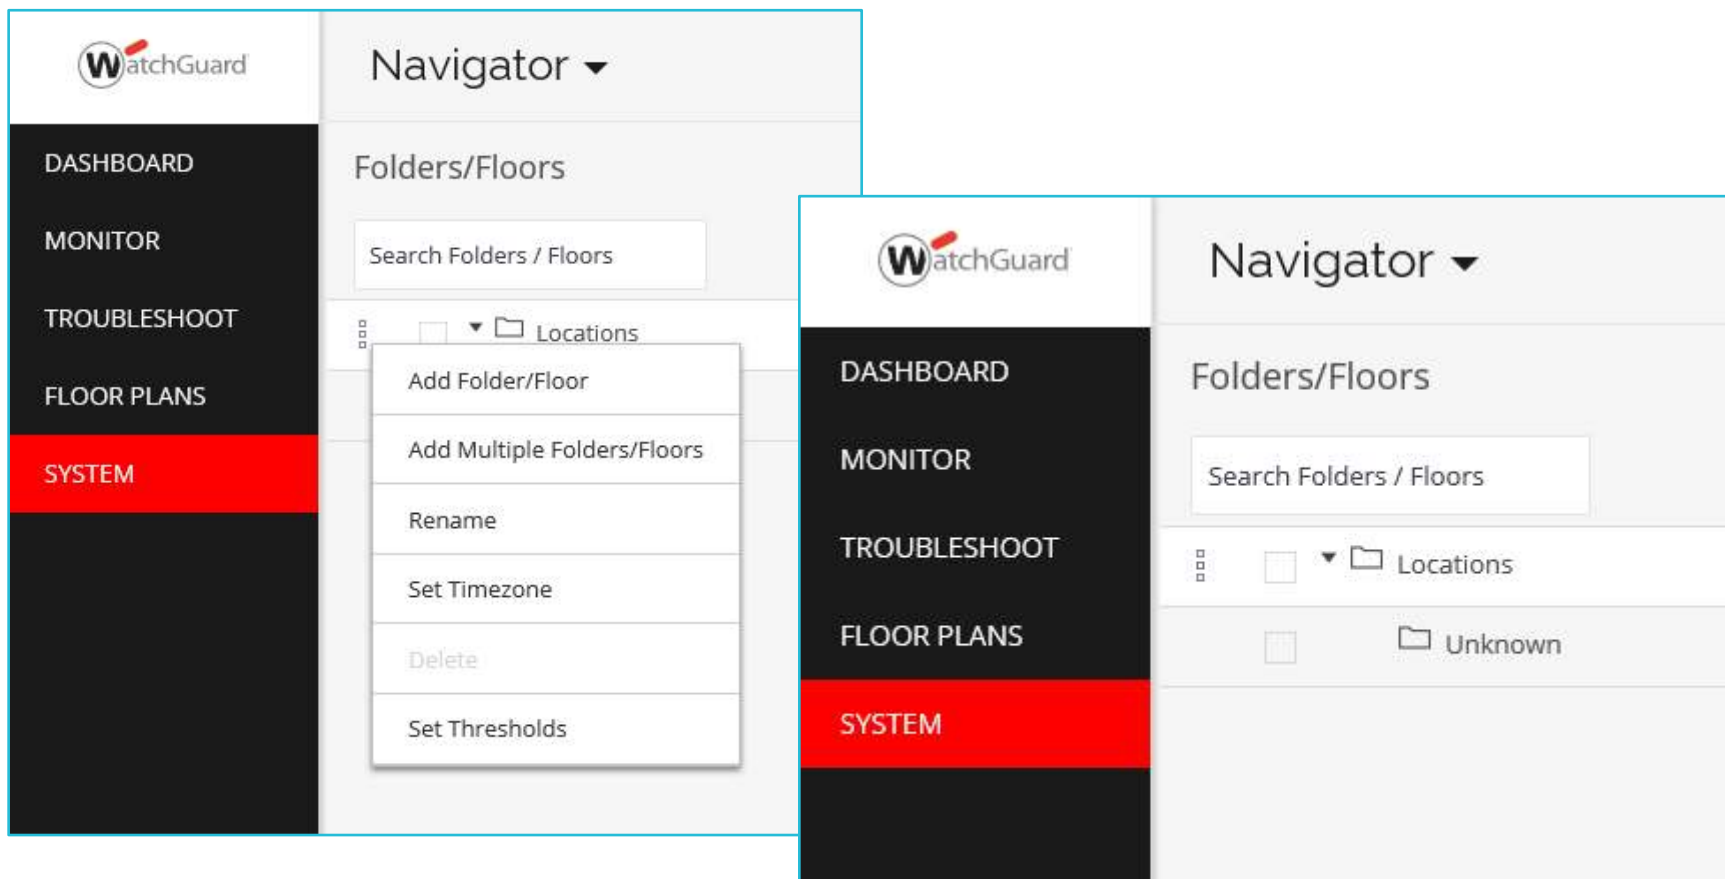 WatchGuard
Navigator
DASHBOARD
MONITOR
TROUBLESHOOT
FLOOR PLANS
SYSTEM
Folders/Floors
Search Folders / Floors
Locations
Add Folder/Floor
Add Multiple Folders/Floors
Rename
Set Timezone
Delete
Set Thresholds
WatchGuard
Navigator
DASHBOARD
MONITOR
TROUBLESHOOT
FLOOR PLANS
SYSTEM
Folders/Floors
Search Folders / Floors
Locations
Unknown